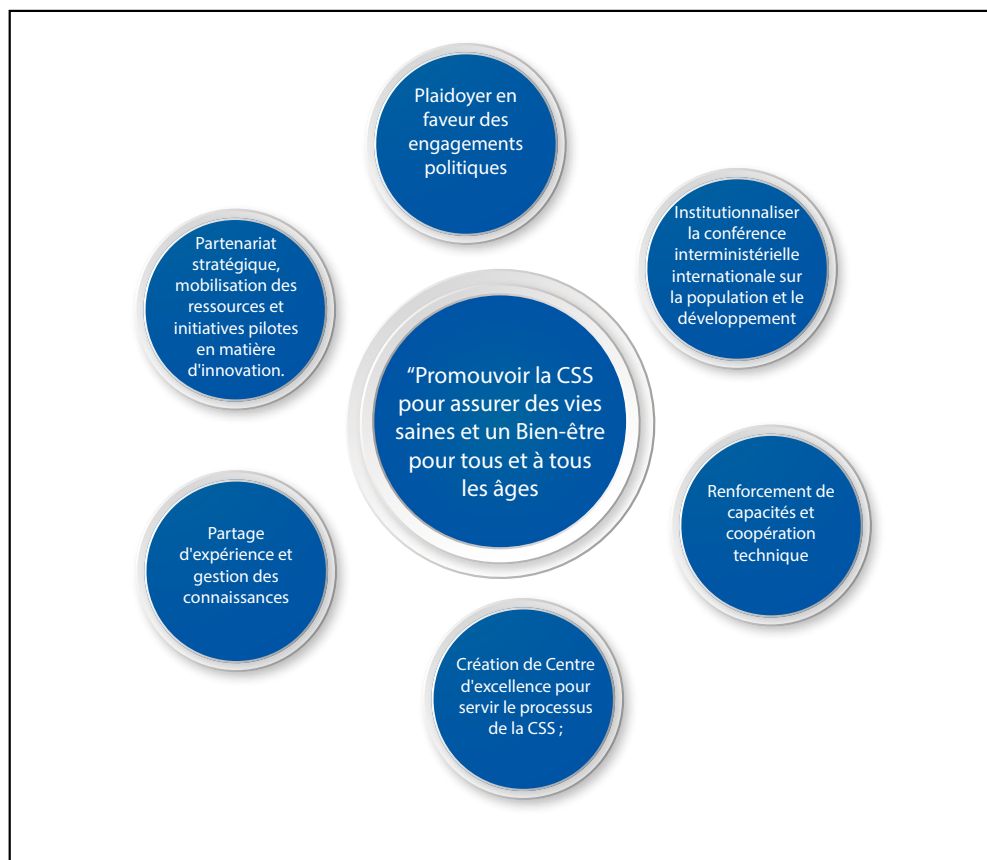 Plaidoyer en
faveur des
engagements
politiques
Institutionnaliser
la conférence
interministérielle
internationale sur
la population et le
développement
Partenariat
stratégique,
mobilisation des
ressources et
initiatives pilotes
en matière
d'innovation.
“Promouvoir la CSS
pour assurer des vies
saines et un Bien-être
pour tous et à tous
les âges
Renforcement de
capacités et
coopération
technique
Partage
d'expérience et
gestion des
connaissances
Création de Centre
d'excellence pour
servir le processus
de la CSS ;